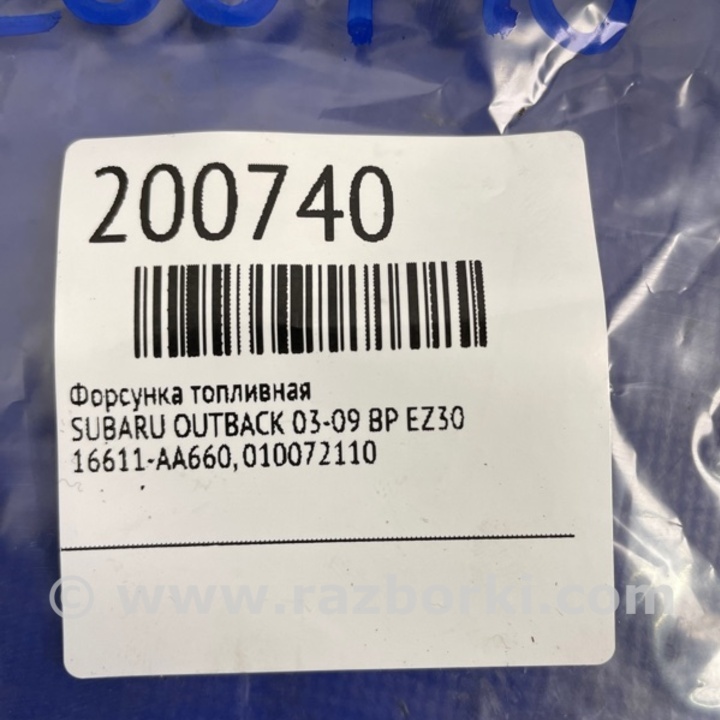 200740
Форсунка топливная
SUBARU OUTBACK 03-09 BP EZ30
16611-AA660, 010072110
© www.razborki.com